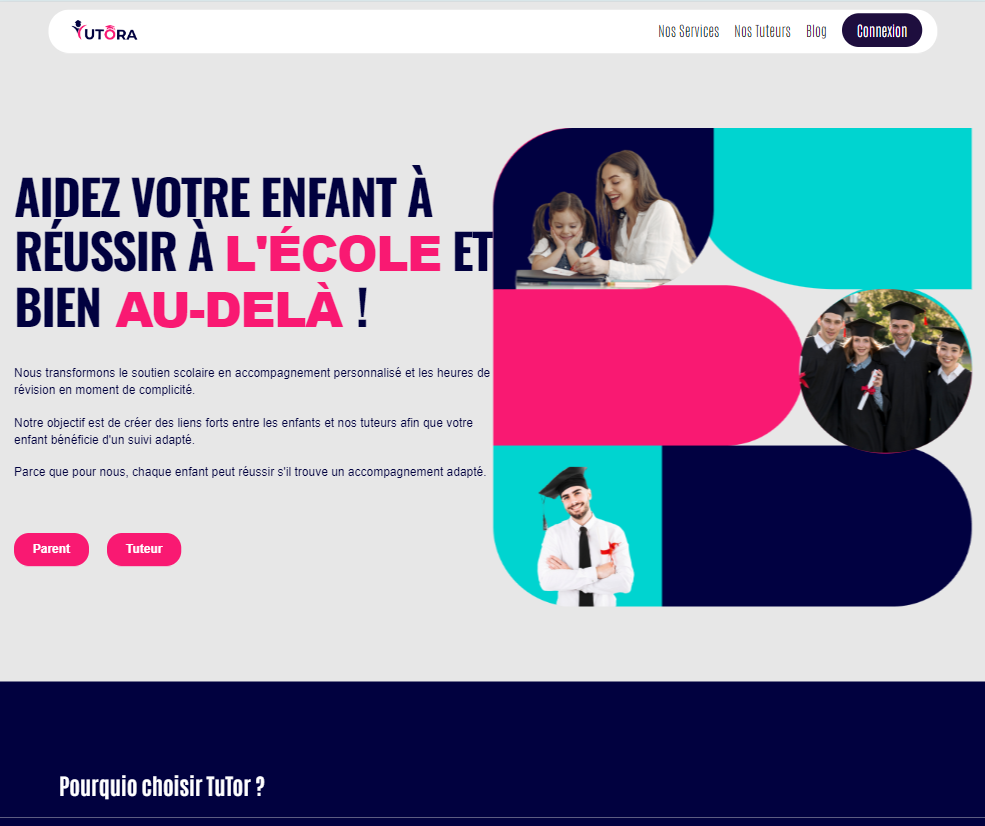 TUTORA
Nos Services Nos Tuteurs Blog Connexion
AIDEZ VOTRE ENFANT À
RÉUSSIR À L'ÉCOLE ET
BIEN AU-DELÀ !
Nous transformons le soutien scolaire en accompagnement personnalisé et les heures de
révision en moment de complicité.
Notre objectif est de créer des liens forts entre les enfants et nos tuteurs afin que votre
enfant bénéficie d'un suivi adapté.
Parce que pour nous, chaque enfant peut réussir s'il trouve un accompagnement adapté.
Parent Tuteur
Pourquio choisir TuTor ?